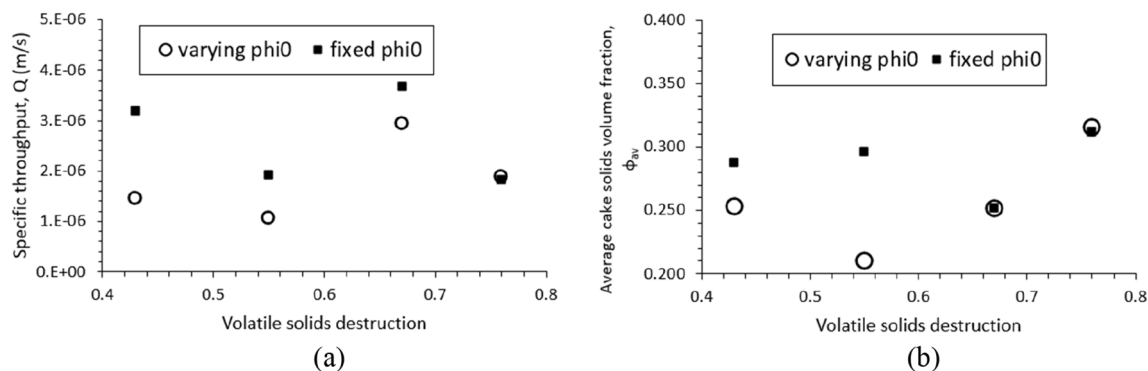 5.E-06
4.E-06
3.E-06
2.E-06
1.E-06
0.E+00
Specific throughput, Q (m/s)
varying phi0 fixed phi0
0.4 0.5 0.6 0.7 0.8
Volatile solids destruction
(a)
0.400
0.350
0.300
0.250
0.200
Average cake solids volume fraction,
ϕav
varying phi0 fixed phi0
0.4 0.5 0.6 0.7 0.8
Volatile solids destruction
(b)